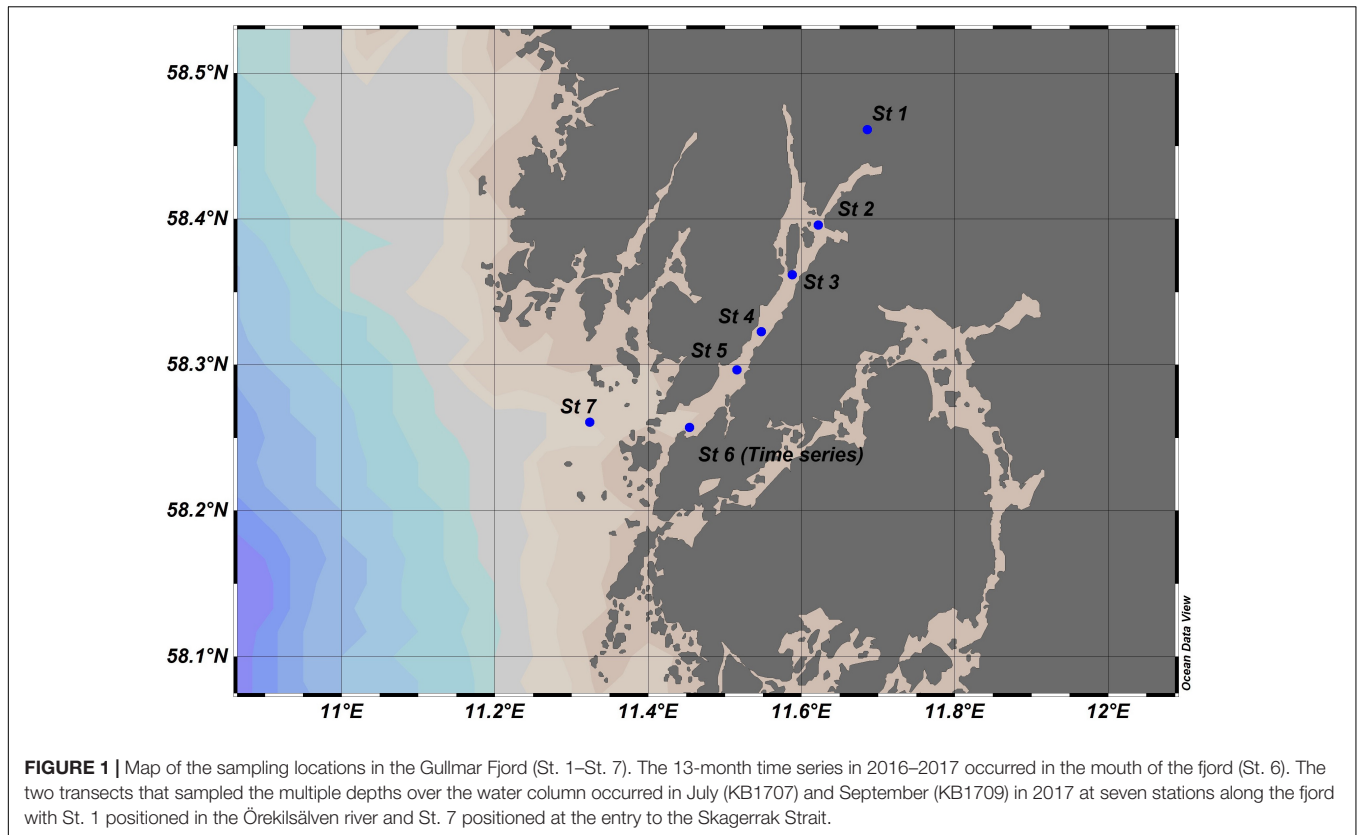 58.5°N
St 1
58.4°N
St 2
St 3
St 4
58.3°N
St 5
St 7
St 6 (Time series)
58.2°N
58.1°N
Ocean Data View
11°E
11.2°E
11.4°E
11.6°E
11.8°E
12°E
FIGURE 1 | Map of the sampling locations in the Gullmar Fjord (St. 1–St. 7). The 13-month time series in 2016–2017 occurred in the mouth of the fjord (St. 6). The
two transects that sampled the multiple depths over the water column occurred in July (KB1707) and September (KB1709) in 2017 at seven stations along the fjord
with St. 1 positioned in the Örekilsälven river and St. 7 positioned at the entry to the Skagerrak Strait.